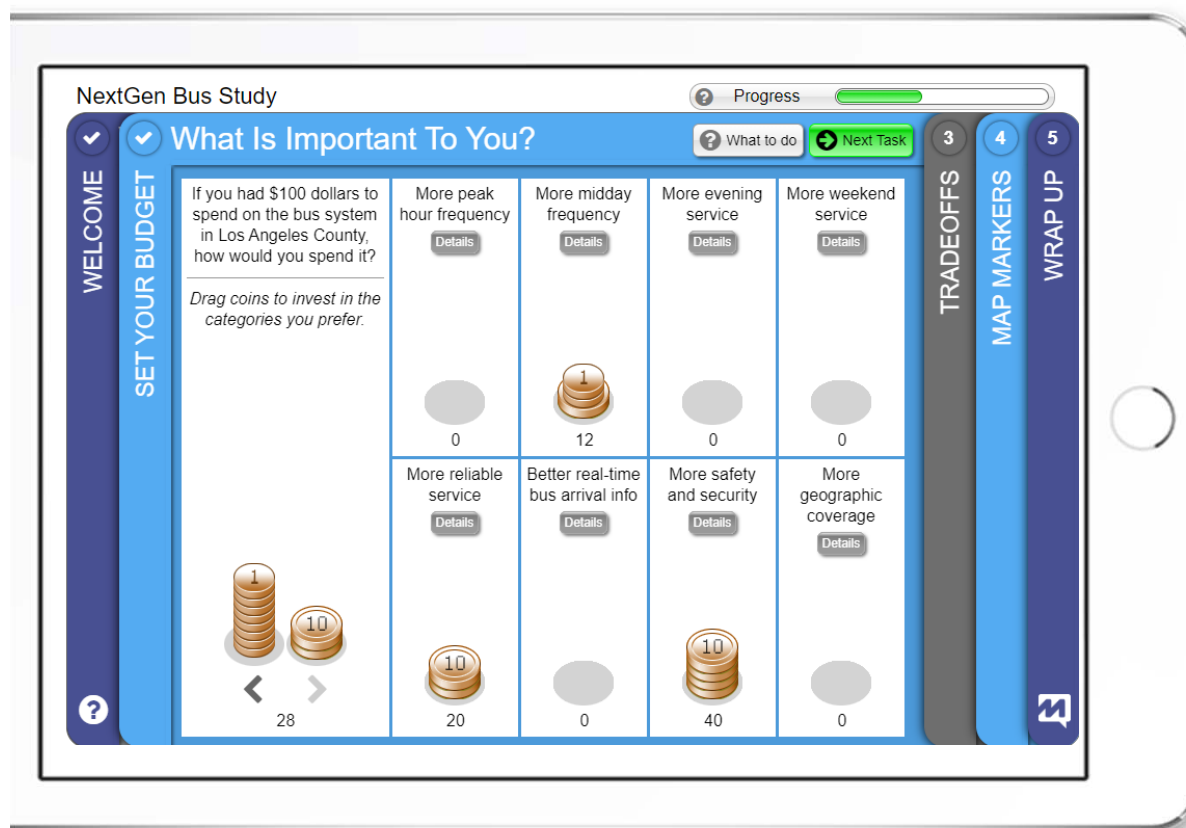 NextGen Bus Study
? Progress
WELCOME
SET YOUR BUDGET
What Is Important To You?
? What to do
Next Task
3
TRADEOFFS
4
MAP MARKERS
5
WRAP UP
If you had $100 dollars to
spend on the bus system
in Los Angeles County,
how would you spend it?
Drag coins to invest in the
categories you prefer.
1
10
28
More peak
hour frequency
Details
0
More midday
frequency
Details
1
12
More evening
service
Details
0
More weekend
service
Details
0
More reliable
service
Details
10
20
Better real-time
bus arrival info
Details
0
More safety
and security
Details
10
40
More
geographic
coverage
Details
0
?